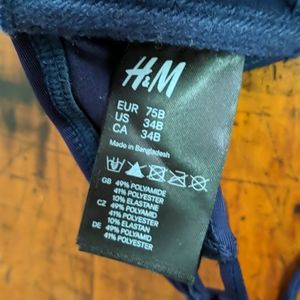 H&M
EUR 75B
US 34B
CA 34B
Made in Bangladesh
GB 49% POLYAMIDE
41% POLYESTER
10% ELASTANE
CZ 49% POLYAMID
41% POLYESTER
10% ELASTAN
DE 49% POLYAMID
41% POLYESTER